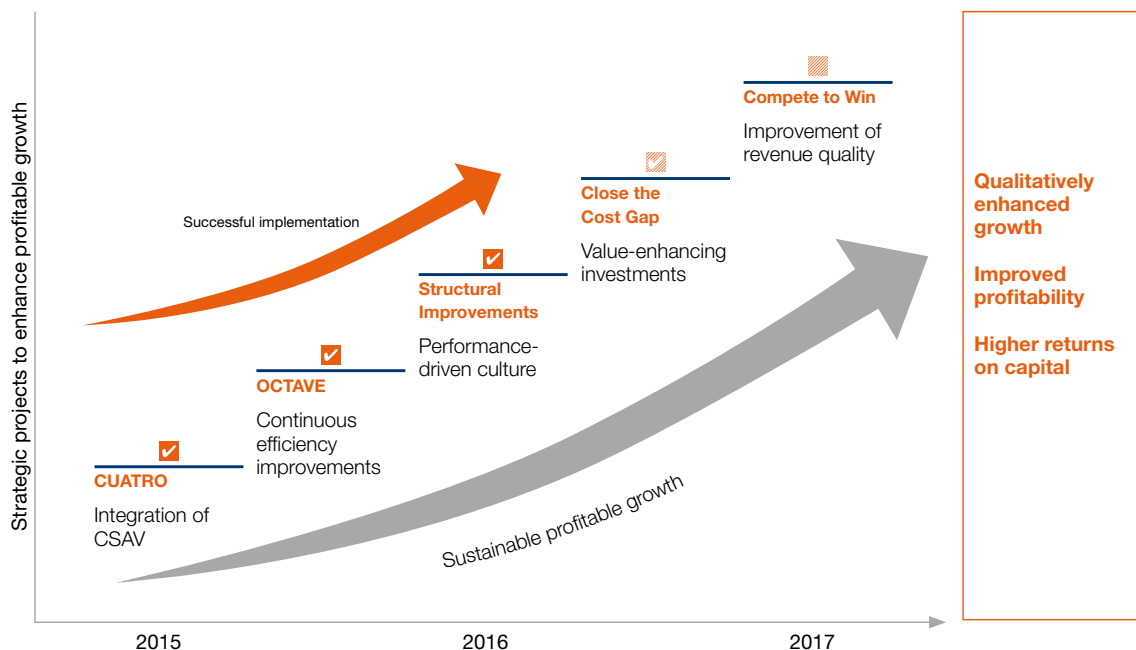 Strategic projects to enhance profitable growth
Successful implementation
CUATRO
Integration of
CSAV
OCTAVE
Continuous
efficiency
improvements
Structural
Improvements
Performance-
driven culture
Close the
Cost Gap
Value-enhancing
investments
Compete to Win
Improvement of
revenue quality
Sustainable profitable growth
2015
2016
2017
Qualitatively
enhanced
growth
Improved
profitability
Higher returns
on capital